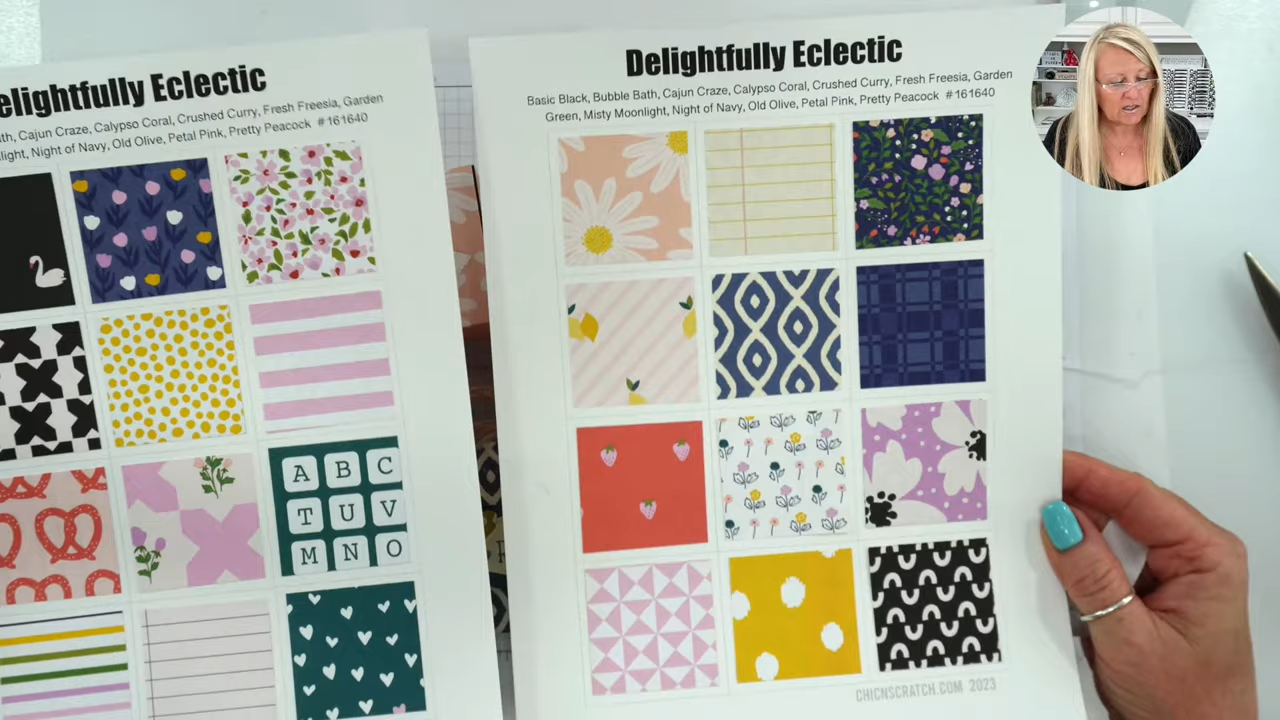 elightfully Eclectic
th, Cajun Craze, Calypso Coral, Crushed Curry, Fresh Freesia, Garden
light, Night of Navy, Old Olive, Petal Pink, Pretty Peacock #161640
A B C
T U V
M N O
Delightfully Eclectic
Basic Black, Bubble Bath, Cajun Craze, Calypso Coral, Crushed Curry, Fresh Freesia, Garden
Green, Misty Moonlight, Night of Navy, Old Olive, Petal Pink, Pretty Peacock #161640
CHICNSCRATCH.COM 2023